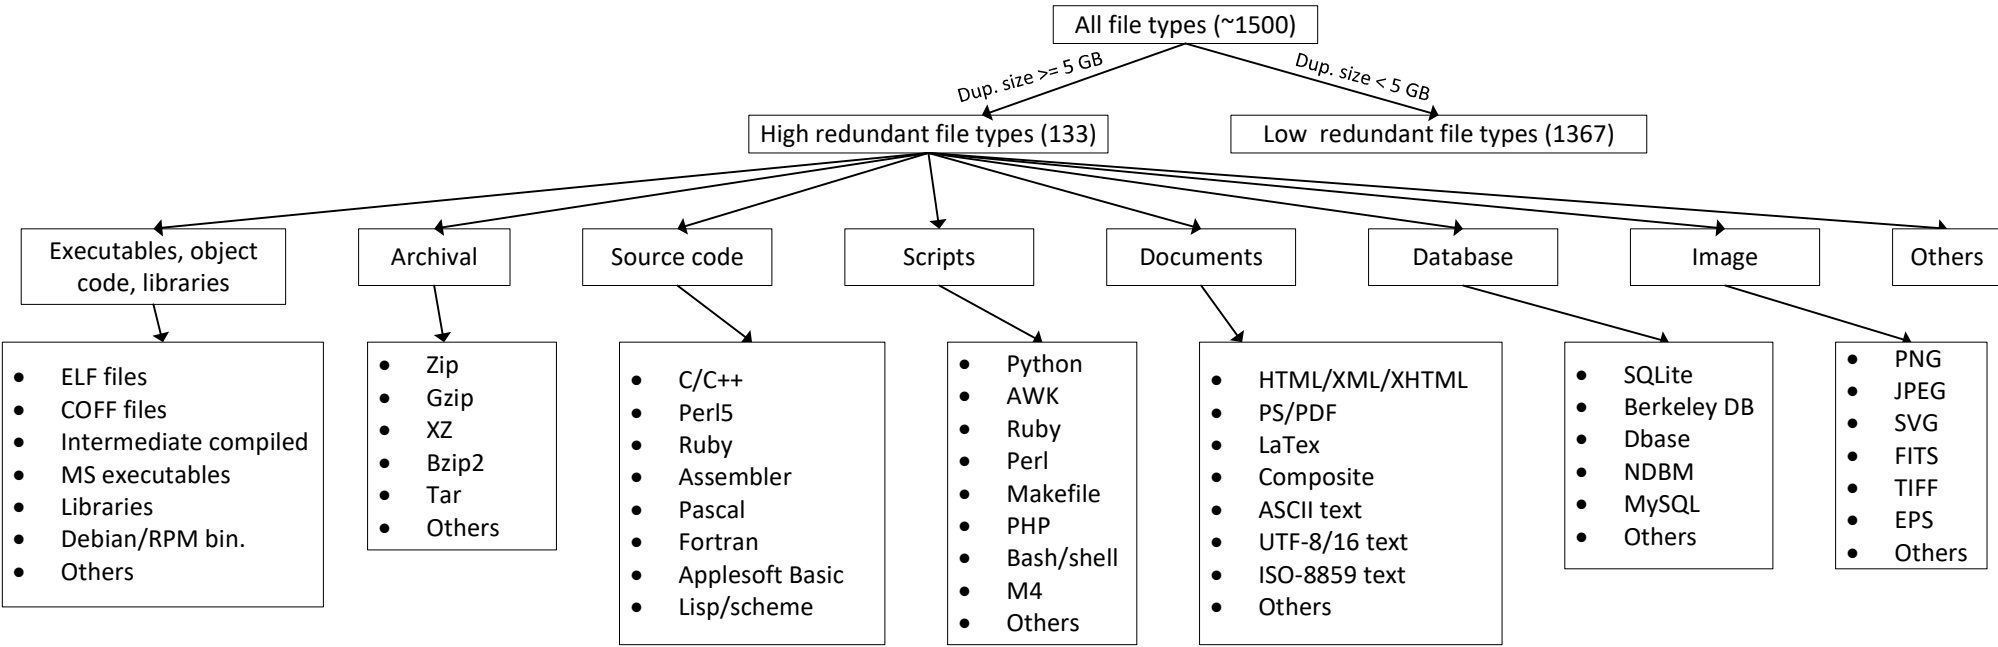 All file types (~1500)
Dup. size >= 5 GB
Dup. size < 5 GB
High redundant file types (133)
Low redundant file types (1367)
Executables, object
code, libraries
Archival
Source code
Scripts
Documents
Database
Image
Others
• ELF files
• COFF files
• Intermediate compiled
• MS executables
• Libraries
• Debian/RPM bin.
• Others
• Zip
• Gzip
• XZ
• Bzip2
• Tar
• Others
• C/C++
• Perl5
• Ruby
• Assembler
• Pascal
• Fortran
• Applesoft Basic
• Lisp/scheme
• Python
• AWK
• Ruby
• Perl
• Makefile
• PHP
• Bash/shell
• M4
• Others
• HTML/XML/XHTML
• PS/PDF
• LaTex
• Composite
• ASCII text
• UTF-8/16 text
• ISO-8859 text
• Others
• SQLite
• Berkeley DB
• Dbase
• NDBM
• MySQL
• Others
• PNG
• JPEG
• SVG
• FITS
• TIFF
• EPS
• Others